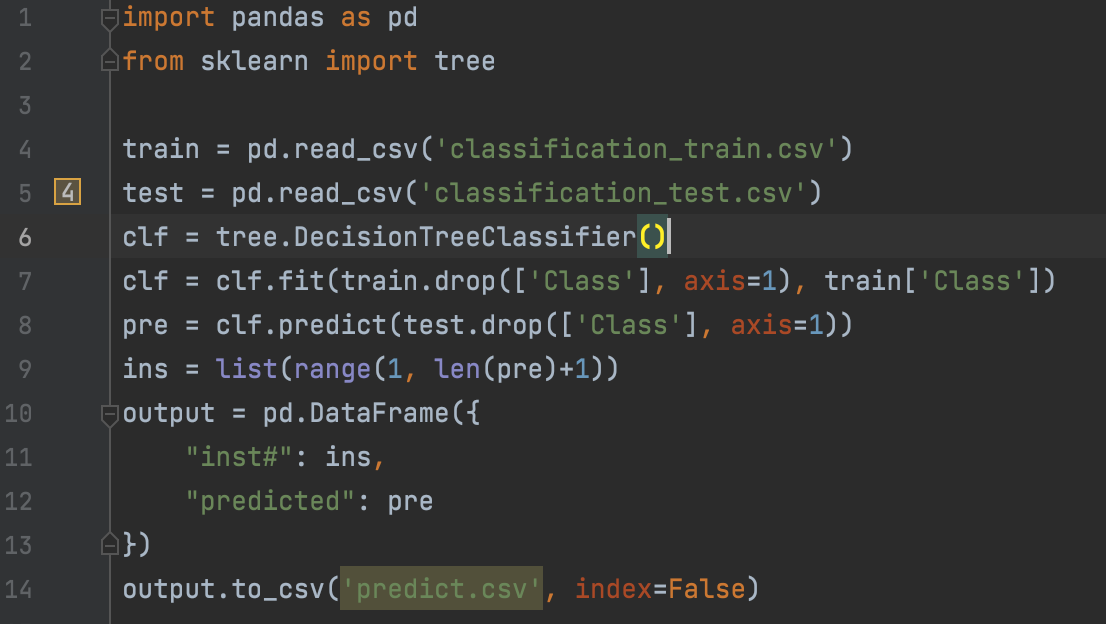 1 import pandas as pd
2 from sklearn import tree
3
4 train = pd.read_csv('classification_train.csv')
5 4 test = pd.read_csv('classification_test.csv')
6 clf = tree.DecisionTreeClassifier()
7 clf = clf.fit(train.drop(['Class'], axis=1), train['Class'])
8 pre = clf.predict(test.drop(['Class'], axis=1))
9 ins = list(range(1, len(pre)+1))
10 output = pd.DataFrame({
11     "inst#": ins,
12     "predicted": pre
13 })
14 output.to_csv('predict.csv', index=False)